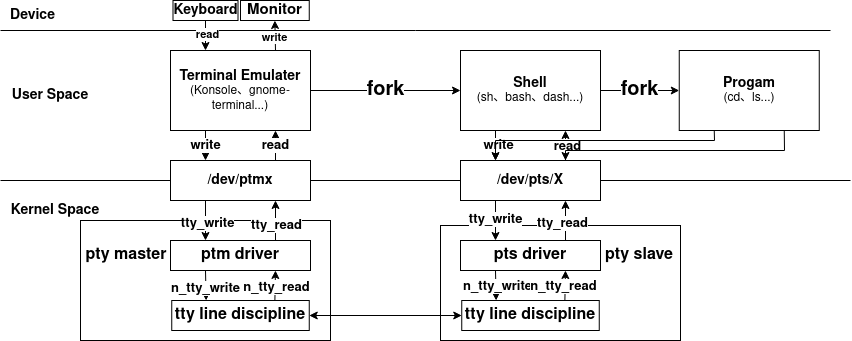 Device
Keyboard
Monitor
read
write
User Space
Terminal Emulater
(Konsole、gnome-
terminal...)
fork
Shell
(sh、bash、dash...)
fork
Progam
(cd、ls...)
write
read
write
read
/dev/ptmx
/dev/pts/X
Kernel Space
tty_write
tty_read
tty_write
tty_read
pty master
ptm driver
pts driver
pty slave
n_tty_write
n_tty_read
n_tty_write
n_tty_read
tty line discipline
tty line discipline